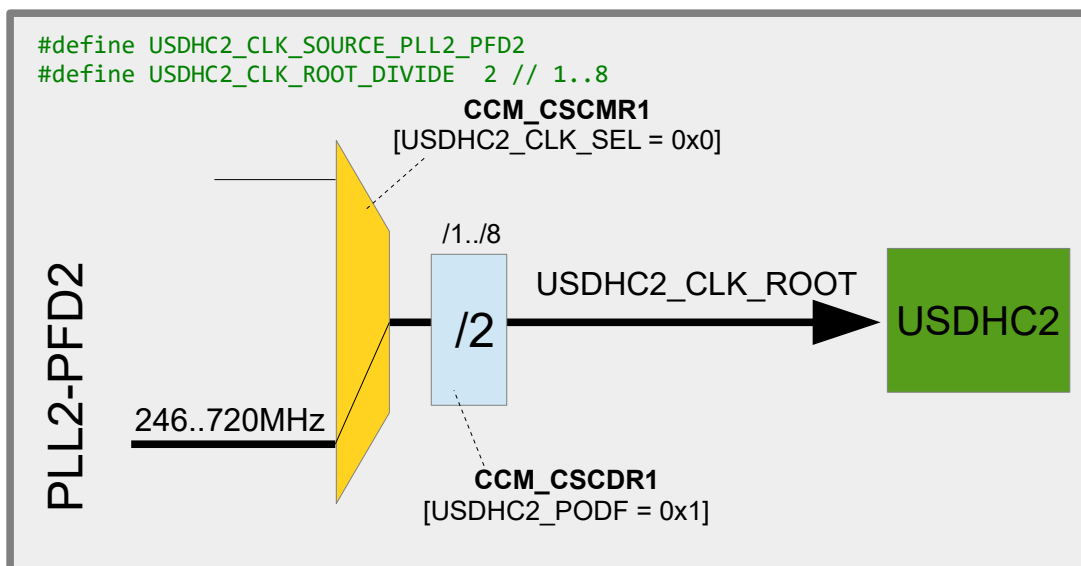 #define USDHC2_CLK_SOURCE_PLL2_PFD2
#define USDHC2_CLK_ROOT_DIVIDE  2 // 1..8
CCM_CSCMR1
[USDHC2_CLK_SEL = 0x0]
/1../8
USDHC2_CLK_ROOT
/2
USDHC2
PLL2-PFD2
246..720MHz
CCM_CSCDR1
[USDHC2_PODF = 0x1]